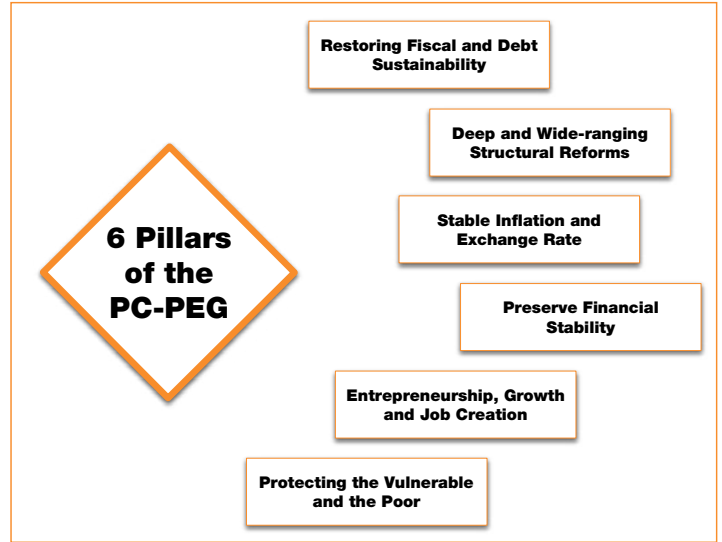 Restoring Fiscal and Debt
Sustainability
Deep and Wide-ranging
Structural Reforms
6 Pillars
of the
PC-PEG
Stable Inflation and
Exchange Rate
Preserve Financial
Stability
Entrepreneurship, Growth
and Job Creation
Protecting the Vulnerable
and the Poor